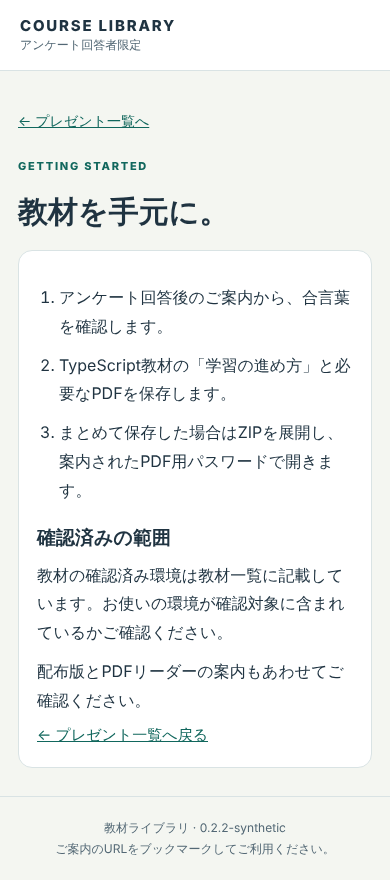 COURSE LIBRARY
アンケート回答者限定
← プレゼント一覧へ
GETTING STARTED
教材を手元に。
1. アンケート回答後のご案内から、合言葉
を確認します。
2. TypeScript教材の「学習の進め方」と必
要なPDFを保存します。
3. まとめて保存した場合はZIPを展開し、
案内されたPDF用パスワードで開きま
す。
確認済みの範囲
教材の確認済み環境は教材一覧に記載して
います。お使いの環境が確認対象に含まれ
ているかご確認ください。
配布版とPDFリーダーの案内もあわせてご
確認ください。
← プレゼント一覧へ戻る
教材ライブラリ · 0.2.2-synthetic
ご案内のURLをブックマークしてご利用ください。